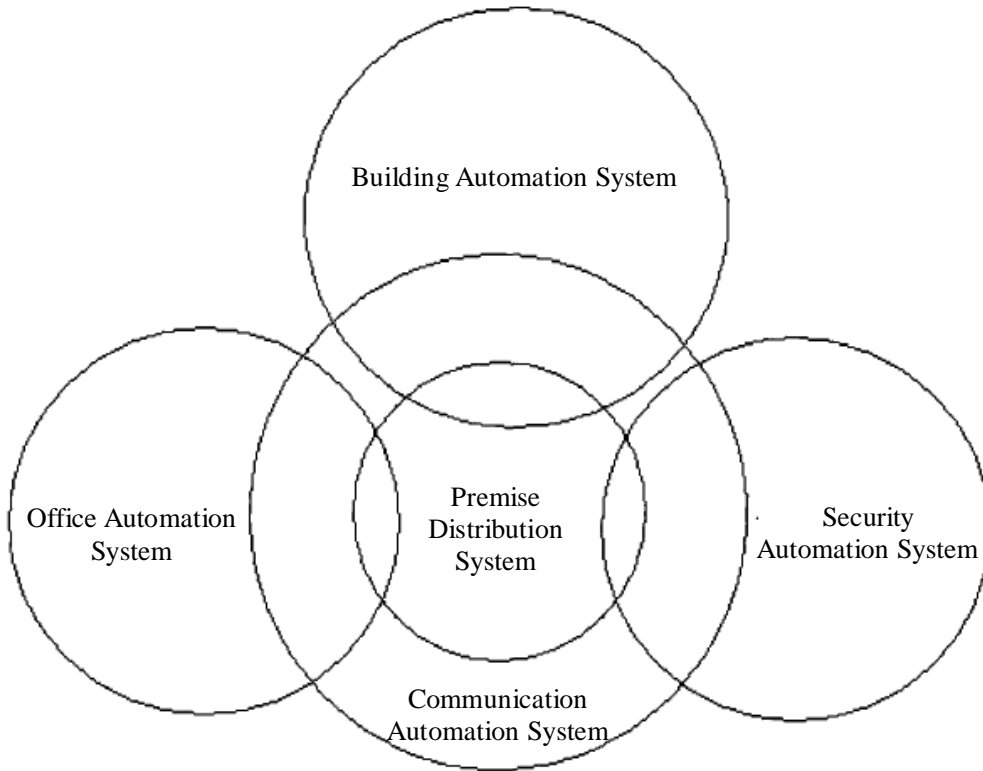 Building Automation System
Office Automation
System
Premise
Distribution
System
Security
Automation System
Communication
Automation System